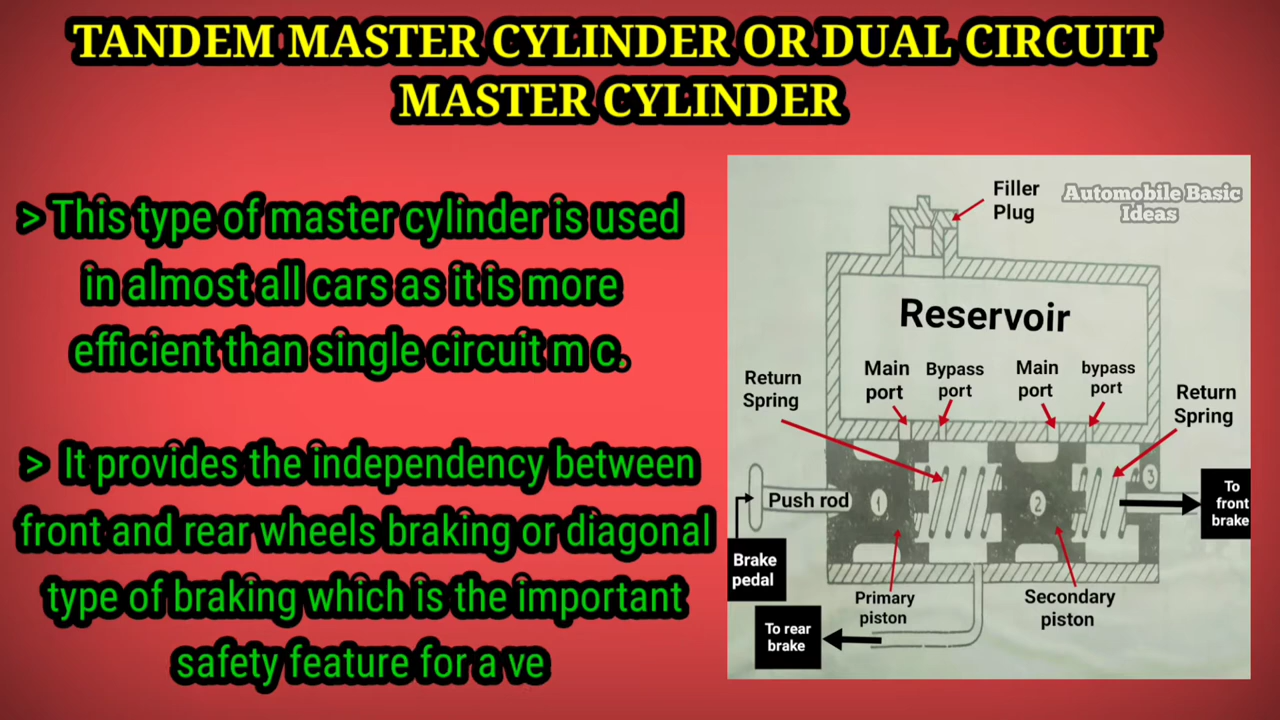 TANDEM MASTER CYLINDER OR DUAL CIRCUIT
MASTER CYLINDER
> This type of master cylinder is used
in almost all cars as it is more
efficient than single circuit m c.
> It provides the independency between
front and rear wheels braking or diagonal
type of braking which is the important
safety feature for a ve
Automobile Basic
Ideas
Filler
Plug
Reservoir
Return
Spring
Main
port
Bypass
port
Main
port
bypass
port
Return
Spring
Push rod
1
2
3
To
front
brake
Brake
pedal
Primary
piston
Secondary
piston
To rear
brake